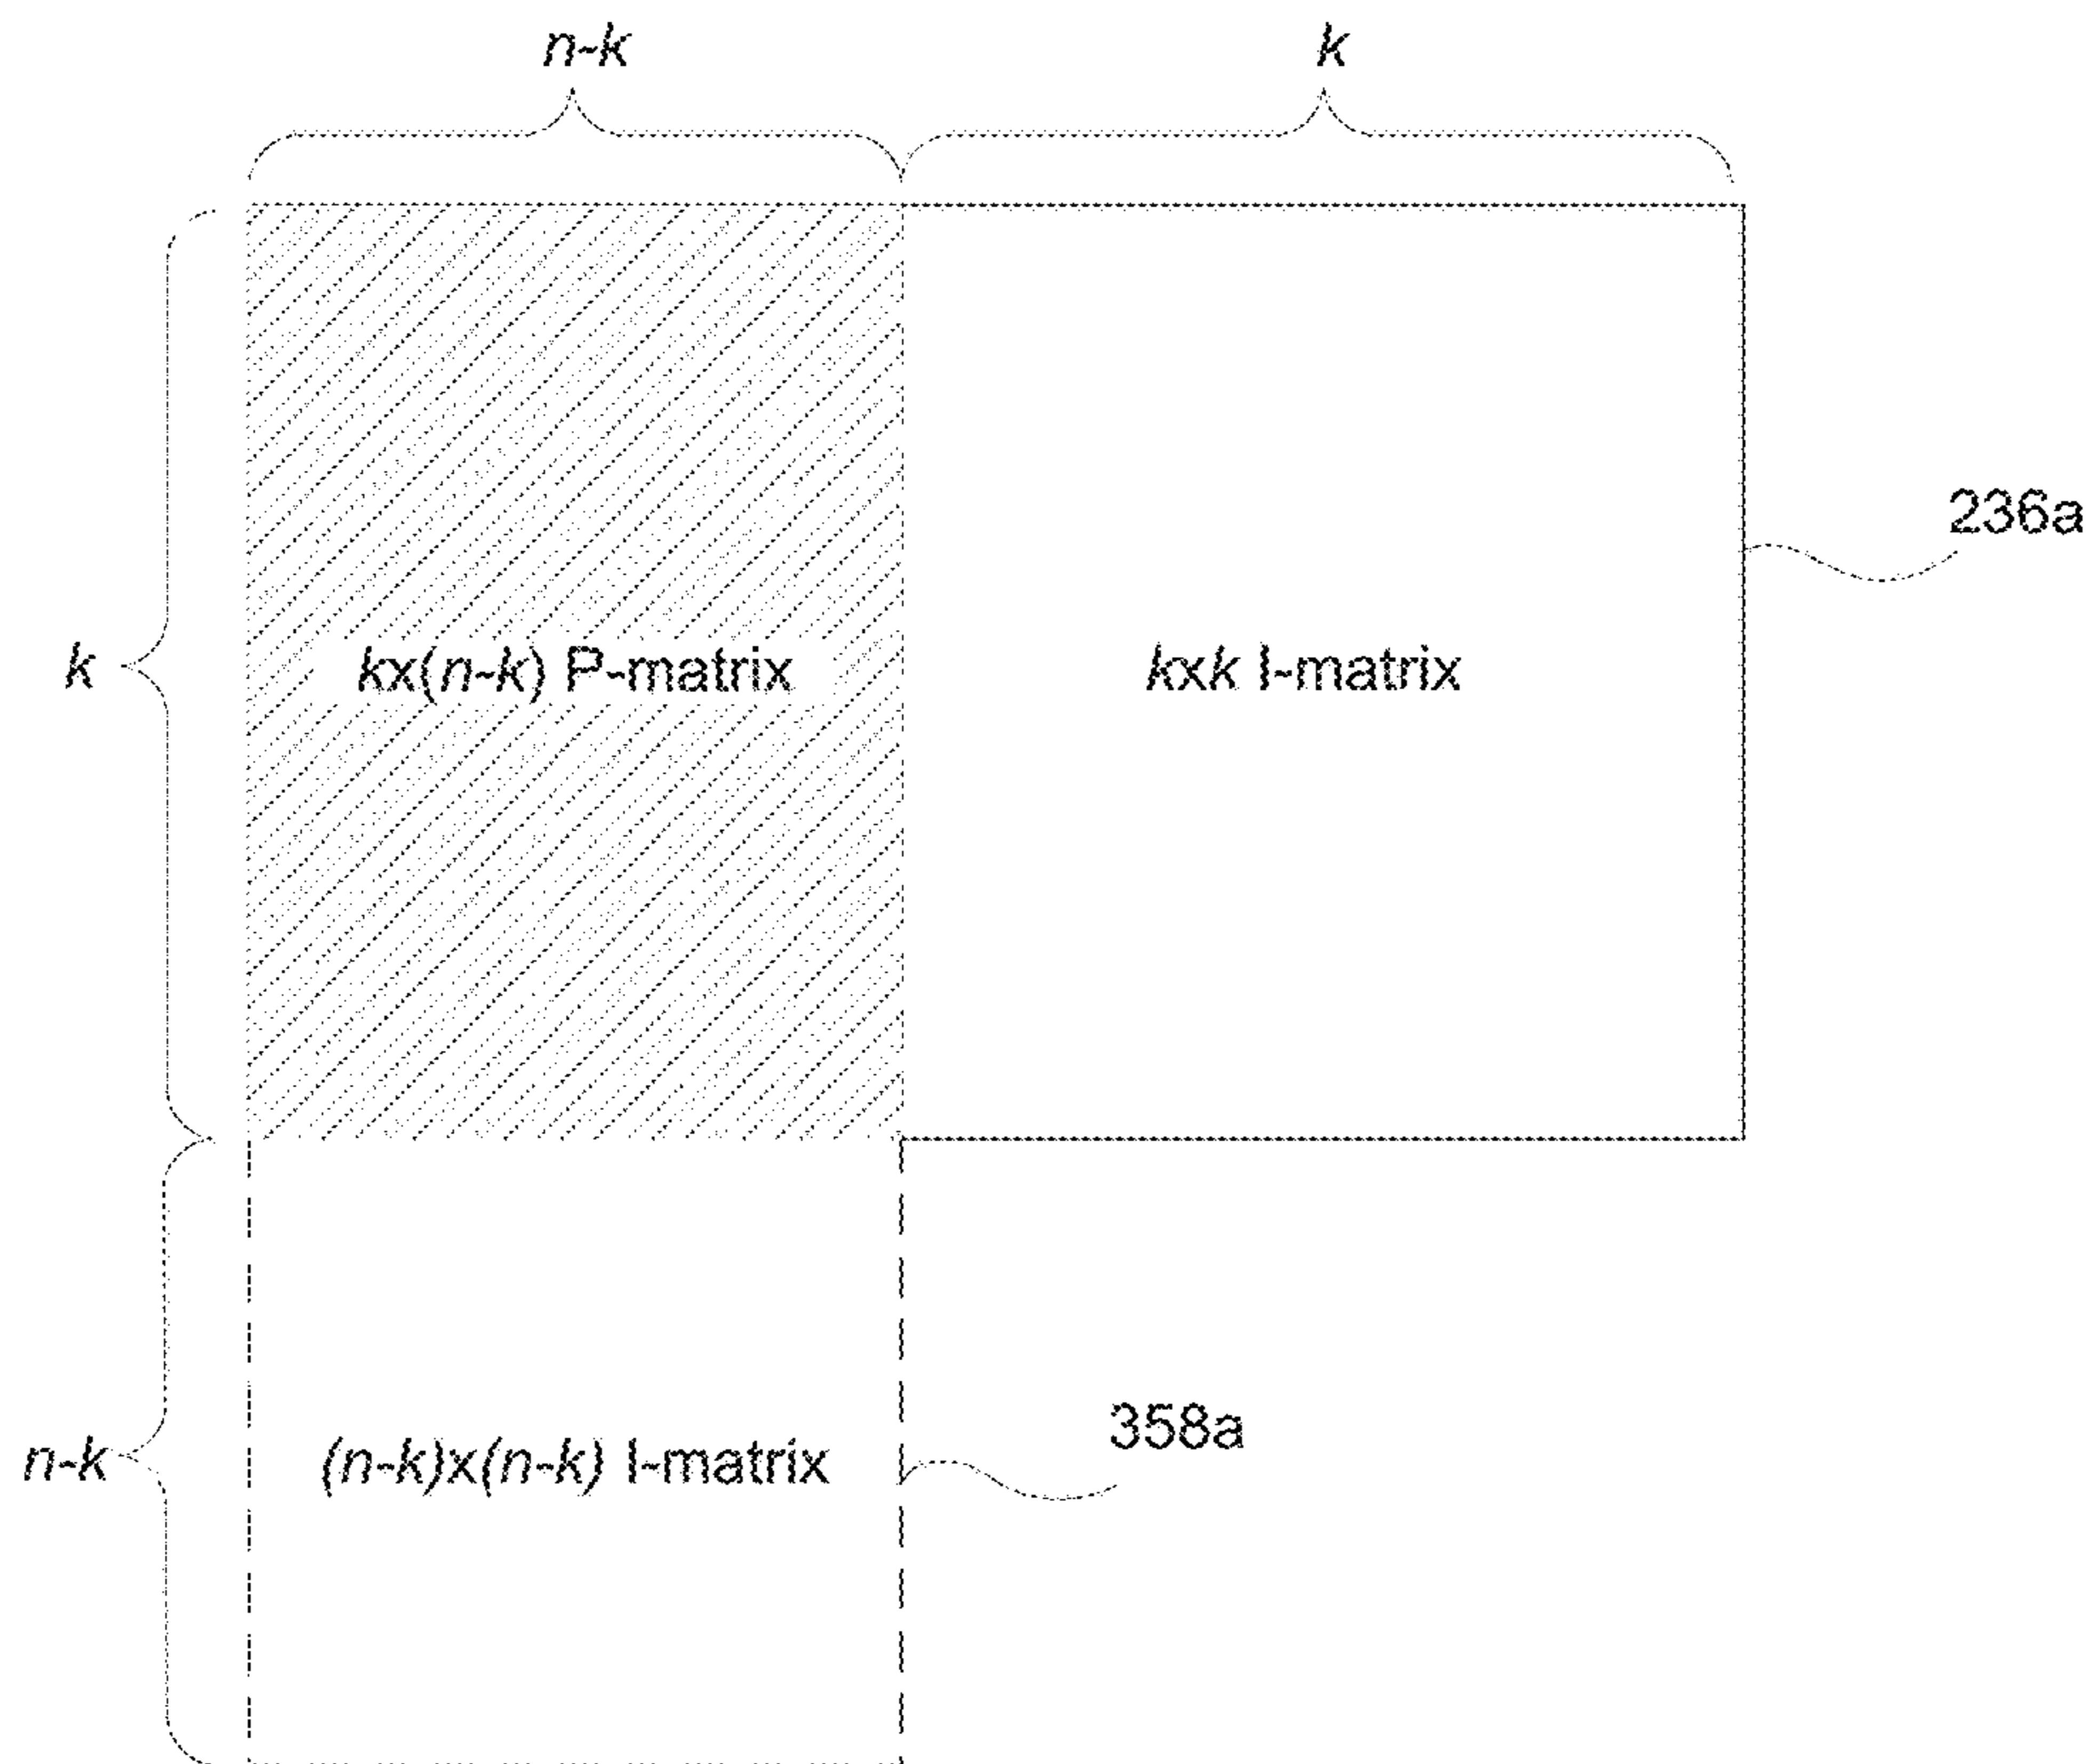 n-k
k
236a
k
kx(n-k) P-matrix
kxk I-matrix
358a
n-k
(n-k)x(n-k) I-matrix